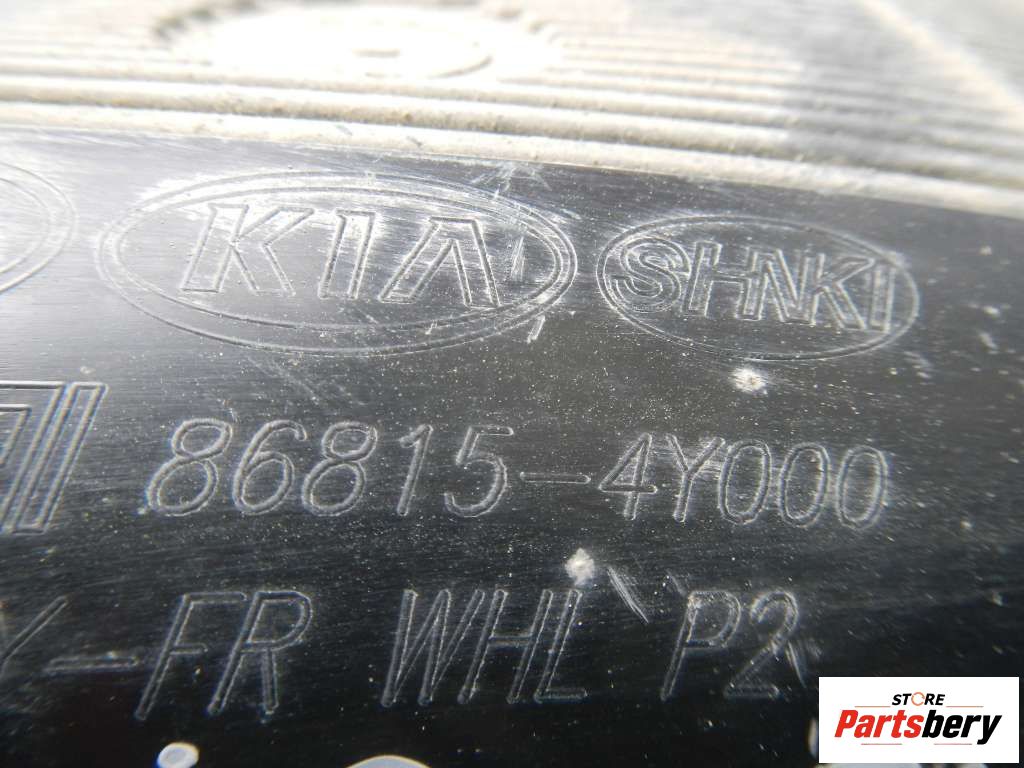 KIA SHNKI
86815-4Y000
Y-FR WHL P2
STORE
Partsbery